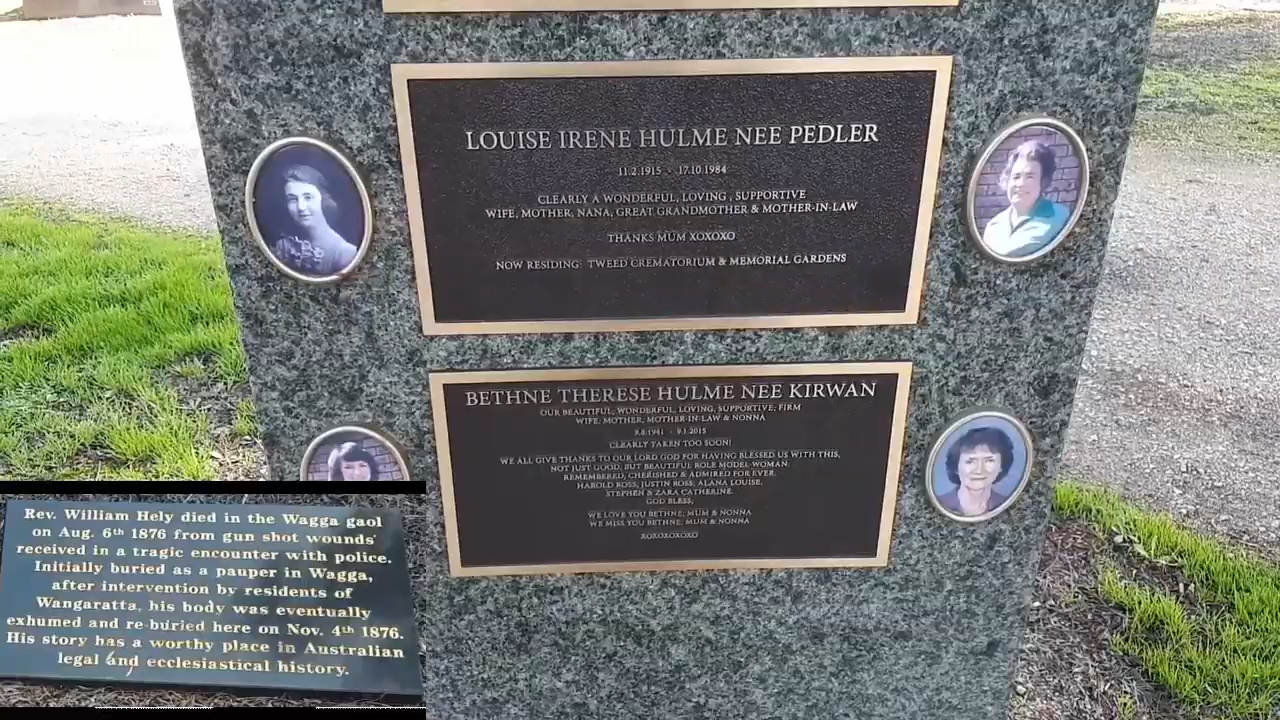 LOUISE IRENE HULME NEE PEDLER
11.2.1915 - 17.10.1984
CLEARLY A WONDERFUL, LOVING , SUPPORTIVE
WIFE, MOTHER, NANA, GREAT GRANDMOTHER & MOTHER-IN-LAW
THANKS MUM XOXOXO
NOW RESIDING: TWEED CREMATORIUM & MEMORIAL GARDENS
BETHNE THERESE HULME NEE KIRWAN
OUR BEAUTIFUL, WONDERFUL, LOVING, SUPPORTIVE, FIRM
WIFE, MOTHER, MOTHER-IN-LAW & NONNA
9.8.1941 - 9.1.2015
CLEARLY TAKEN TOO SOON!
WE ALL GIVE THANKS TO OUR LORD GOD FOR HAVING BLESSED US WITH THIS,
NOT JUST GOOD, BUT BEAUTIFUL ROLE MODEL WOMAN.
REMEMBERED, CHERISHED & ADMIRED FOR EVER.
HAROLD ROSS, JUSTIN ROSS, ALANA LOUISE,
STEPHEN & ZARA CATHERINE.
GOD BLESS,
WE LOVE YOU BETHNE, MUM & NONNA
WE MISS YOU BETHNE, MUM & NONNA
XOXOXOXOXO
Rev. William Hely died in the Wagga gaol
on Aug. 6th 1876 from gun shot wounds
received in a tragic encounter with police.
Initially buried as a pauper in Wagga,
after intervention by residents of
Wangaratta, his body was eventually
exhumed and re-buried here on Nov. 4th 1876.
His story has a worthy place in Australian
legal and ecclesiastical history.